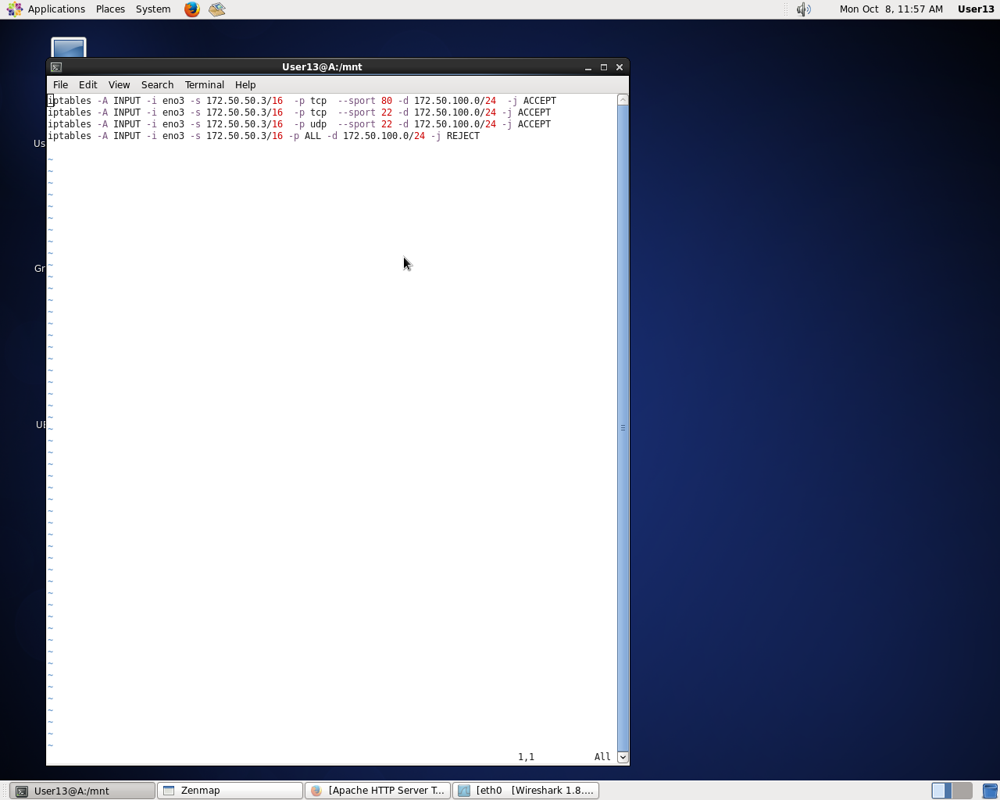 Applications Places System Mon Oct 8, 11:57 AM User13
User13@A:/mnt
File Edit View Search Terminal Help
iptables -A INPUT -i eno3 -s 172.50.50.3/16  -p tcp  --sport 80 -d 172.50.100.0/24  -j ACCEPT
iptables -A INPUT -i eno3 -s 172.50.50.3/16  -p tcp  --sport 22 -d 172.50.100.0/24 -j ACCEPT
iptables -A INPUT -i eno3 -s 172.50.50.3/16  -p udp  --sport 22 -d 172.50.100.0/24 -j ACCEPT
iptables -A INPUT -i eno3 -s 172.50.50.3/16 -p ALL -d 172.50.100.0/24 -j REJECT
Us
Gr
1,1 All
User13@A:/mnt Zenmap [Apache HTTP Server T... [eth0 [Wireshark 1.8....